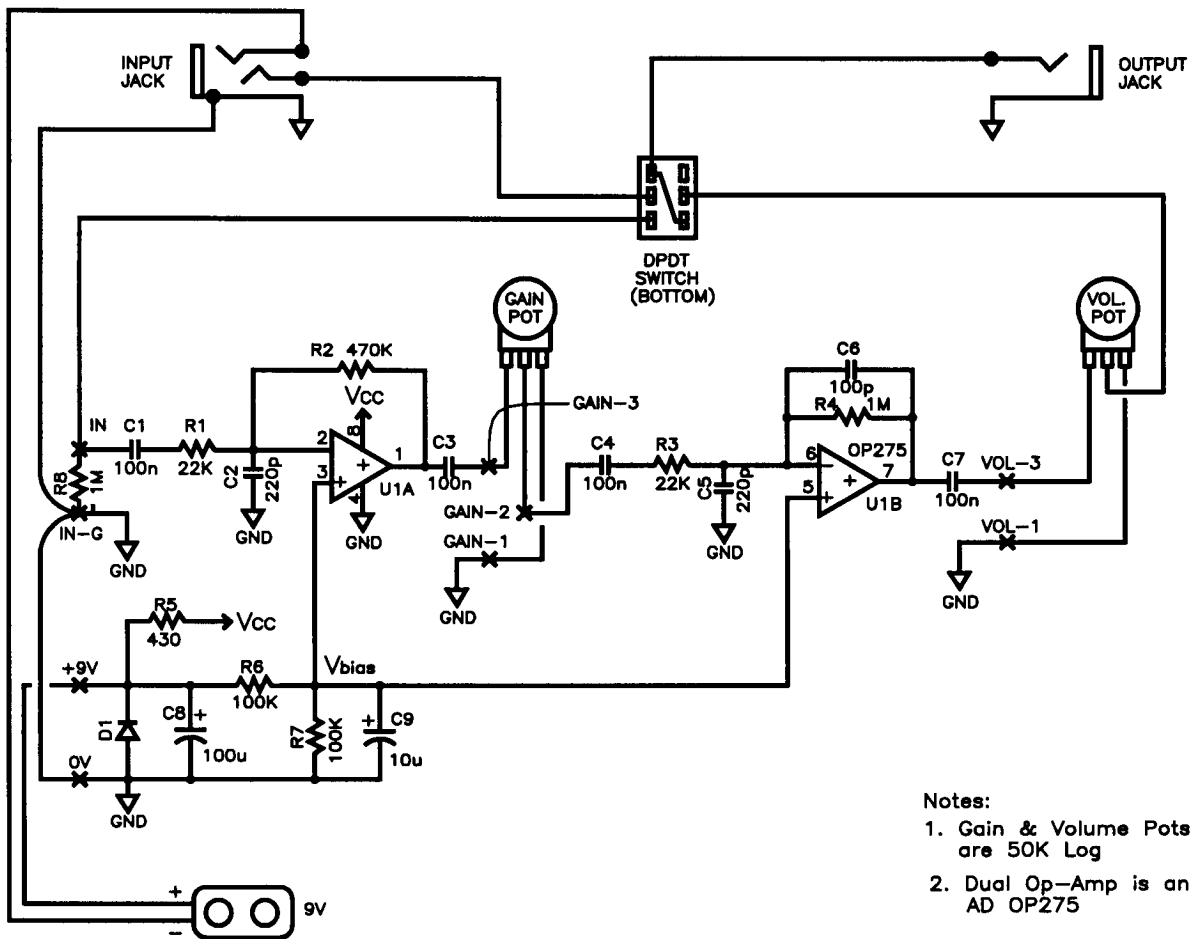 INPUT
JACK
OUTPUT
JACK
DPDT
SWITCH
(BOTTOM)
GAIN
POT
VOL.
POT
R2 470K
VCC
8
2
3
1
4
+
+
U1A
GND
IN
C1
100n
R1
22K
C2
220p
GND
R8
1M
IN-G
GND
C3
100n
GAIN-3
GAIN-2
GAIN-1
GND
C4
100n
R3
22K
C5
220p
GND
C6
100p
R4 1M
OP275
6
5
7
−
+
+
U1B
C7
100n
VOL-3
VOL-1
GND
R5
430
VCC
+9V
R6
100K
Vbias
D1
C8 +
100u
R7
100K
+ C9
10u
0V
GND
+
−
9V
Notes:
1. Gain & Volume Pots
are 50K Log
2. Dual Op-Amp is an
AD OP275